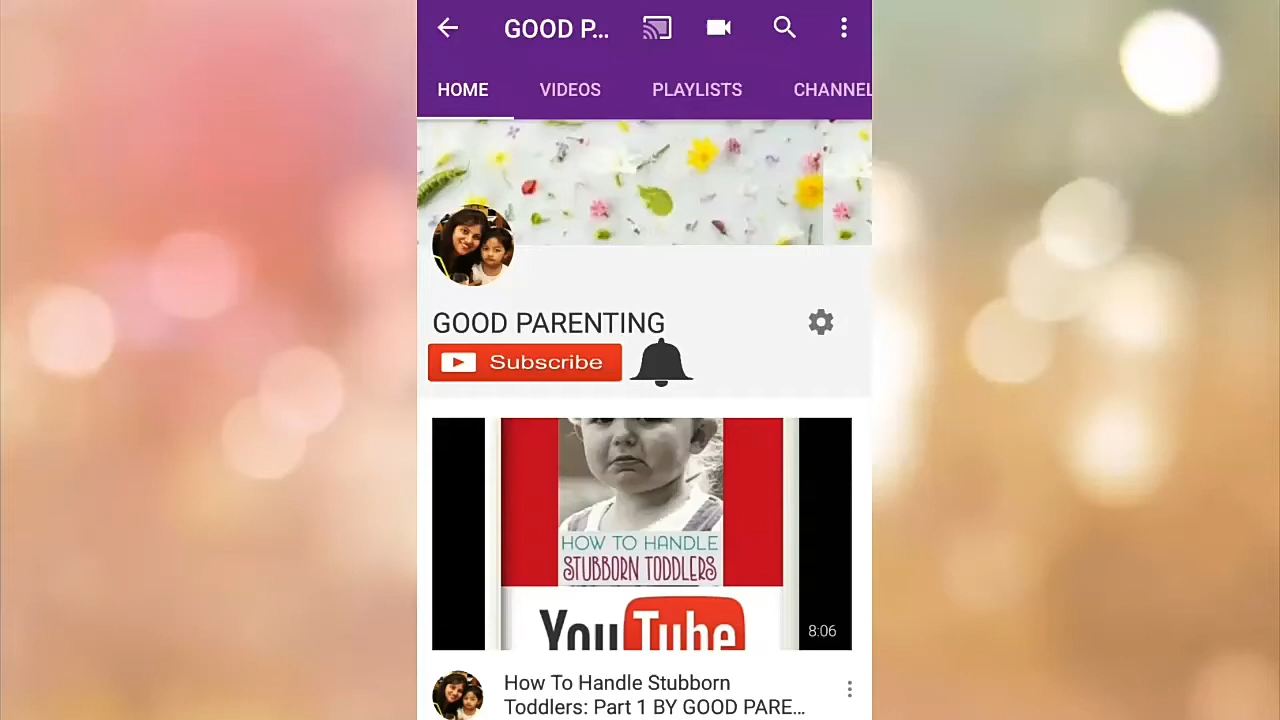 GOOD P...
HOME VIDEOS PLAYLISTS CHANNEL
GOOD PARENTING
Subscribe
HOW TO HANDLE
STUBBORN TODDLERS
YouTube
8:06
How To Handle Stubborn
Toddlers: Part 1 BY GOOD PARE...